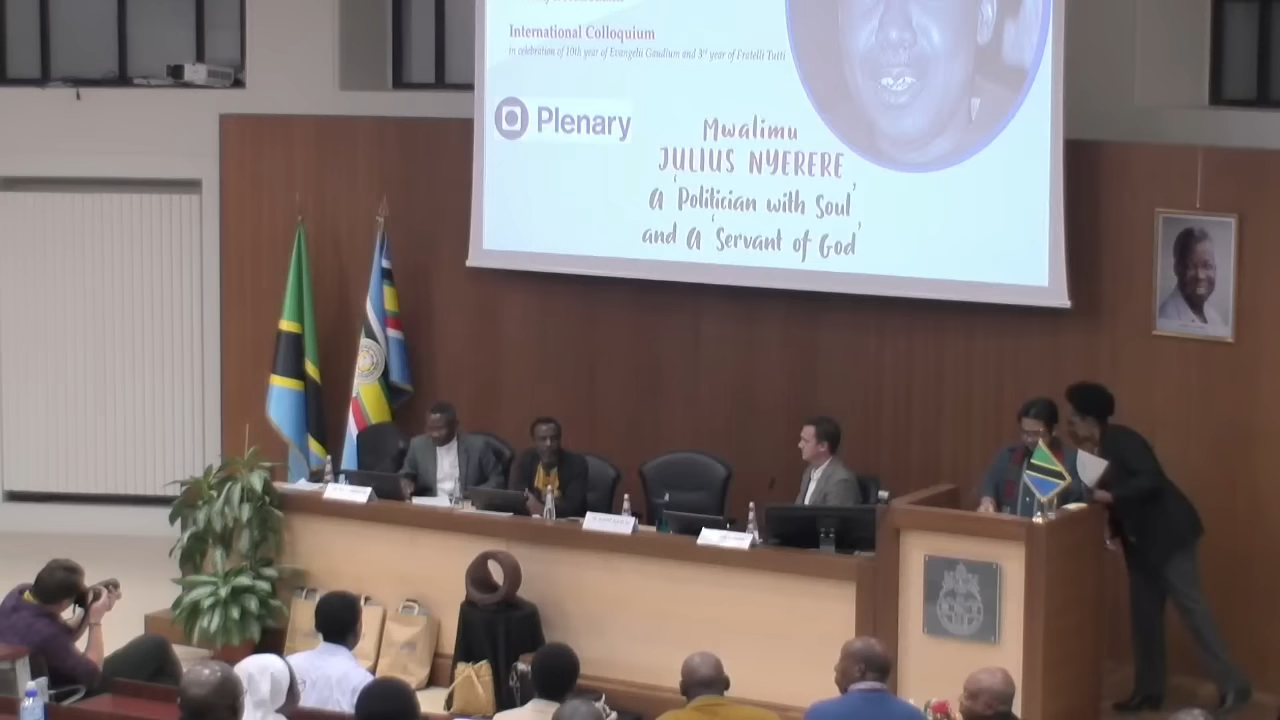 International Colloquium
in celebration of 10th year of Evangelii Gaudium and 3rd year of Fratelli Tutti
Plenary
Mwalimu
JULIUS NYERERE
A 'Politician with Soul'
and A 'Servant of God'